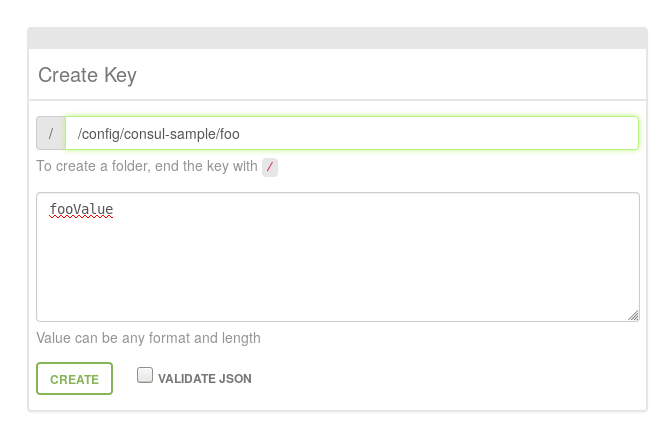 Create Key
/ /config/consul-sample/foo
To create a folder, end the key with /
fooValue
Value can be any format and length
CREATE VALIDATE JSON